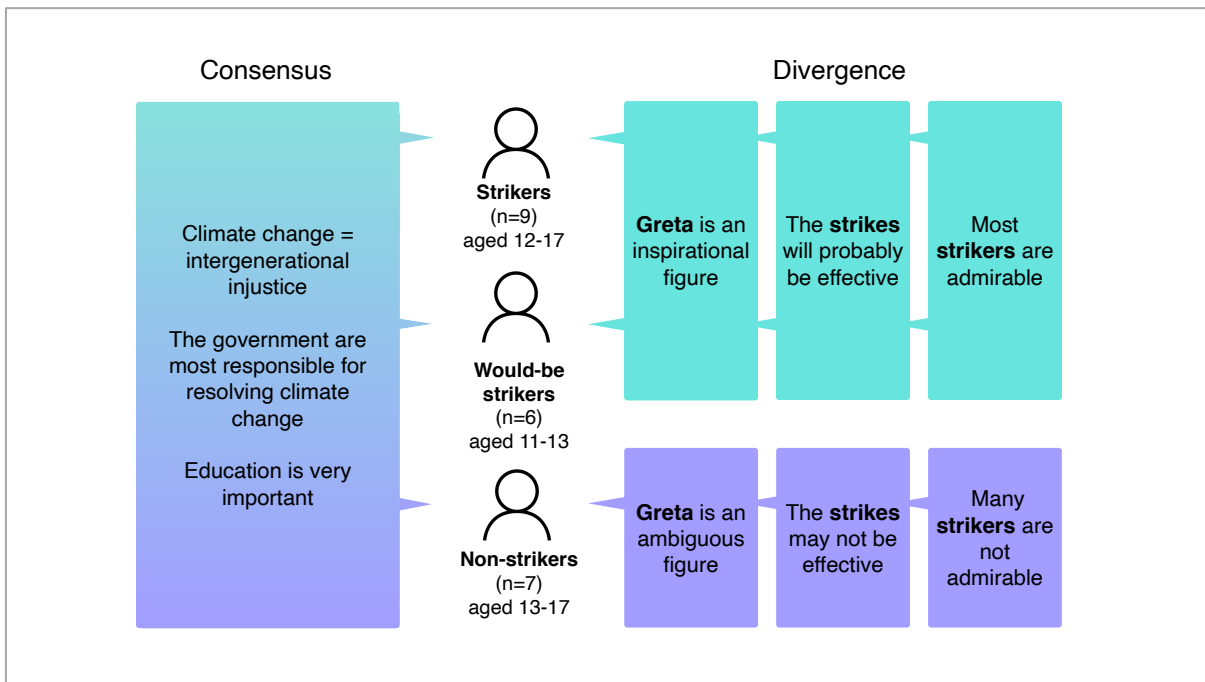 Consensus
Climate change =
intergenerational
injustice
The government are
most responsible for
resolving climate
change
Education is very
important
Strikers
(n=9)
aged 12-17
Would-be
strikers
(n=6)
aged 11-13
Non-strikers
(n=7)
aged 13-17
Divergence
Greta is an
inspirational
figure
The strikes
will probably
be effective
Most
strikers are
admirable
Greta is an
ambiguous
figure
The strikes
may not be
effective
Many
strikers are
not
admirable